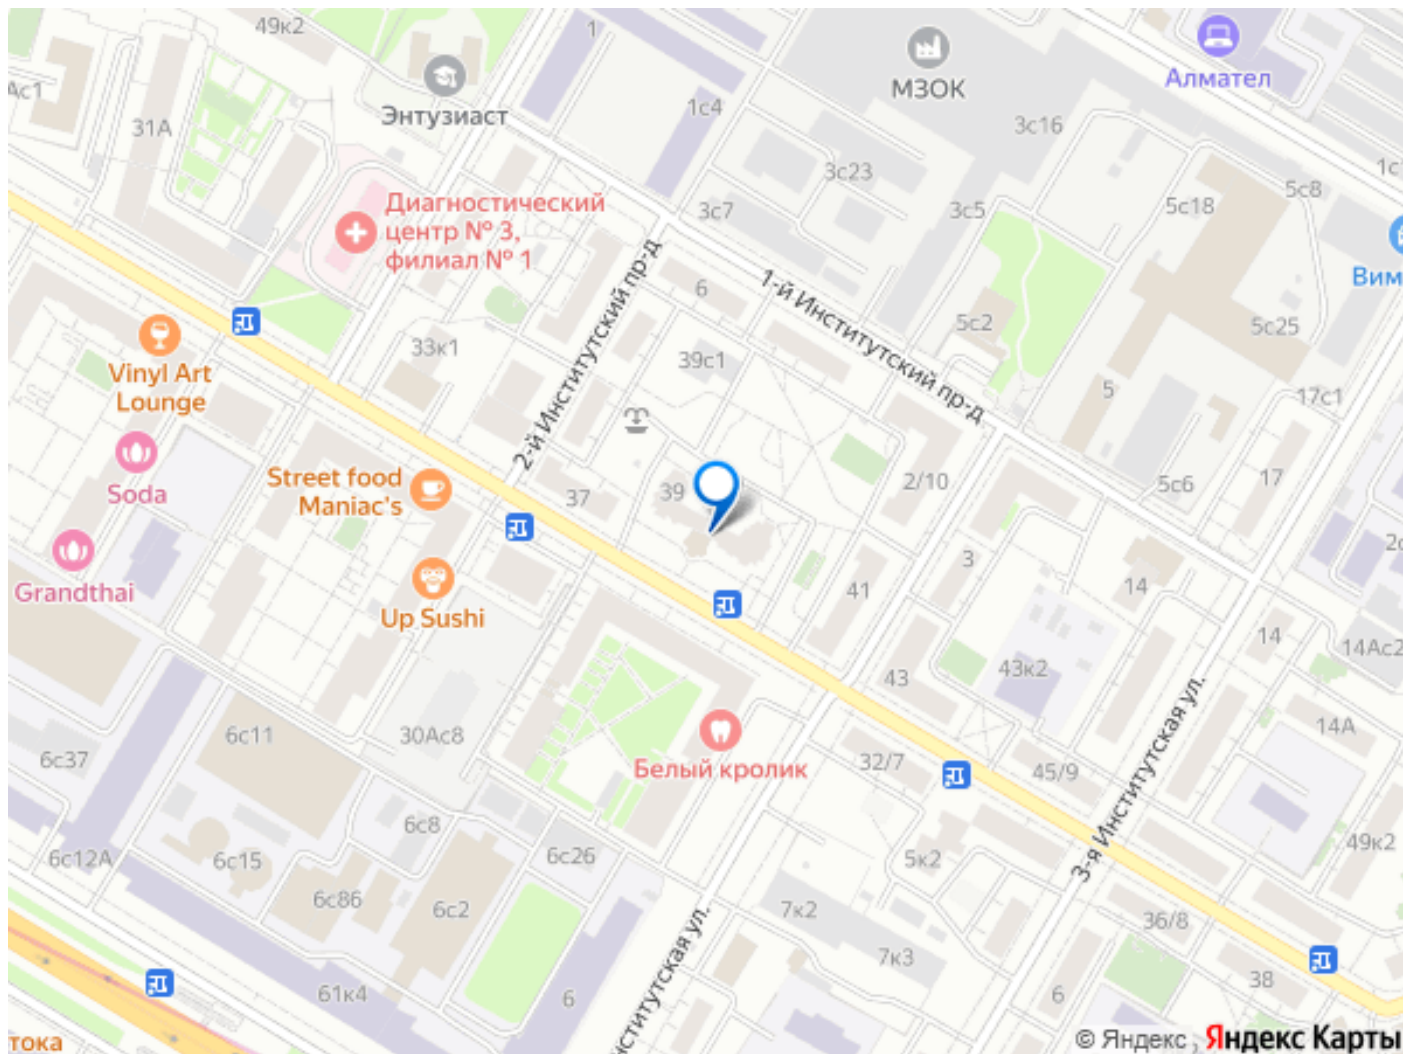 49к2
1
МЗОК
Алмател
Ас1
31А
Энтузиаст
1с4
3с16
3с23
1с
5с8
5с18
3с7
3с5
Диагностический
центр № 3,
филиал № 1
2-й Институтский пр-д
6
1-й Институтский пр-д
Вим
5с2
5с25
33к1
39с1
Vinyl Art
Lounge
5
17с1
Soda
Street food
Maniac's
37
39
2/10
5с6
17
Grandthai
Up Sushi
41
3
14
2с
14
14Ас2
43
43к2
3-я Институтская ул.
14А
6с11
30Ас8
6с37
Белый кролик
32/7
45/9
6с8
6с12А
6с15
6с26
5к2
49к2
6с86
6с2
7к2
36/8
7к3
нститутская ул.
61к4
6
6
38
тока
© Яндекс, Яндекс Карты